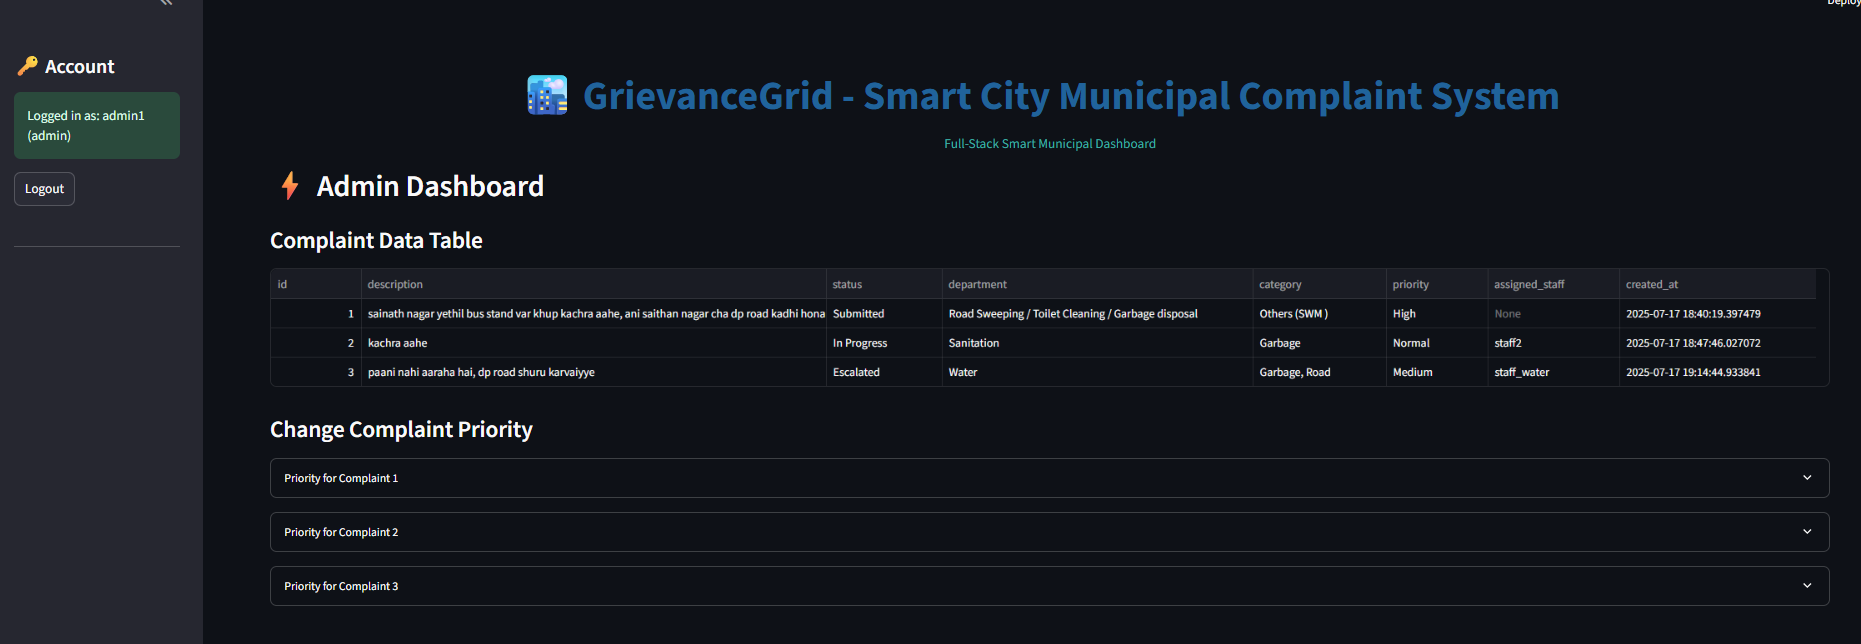 Deploy
Account
Logged in as: admin1
(admin)
Logout
GrievanceGrid - Smart City Municipal Complaint System
Full-Stack Smart Municipal Dashboard
Admin Dashboard
Complaint Data Table
id description status department category priority assigned_staff created_at
1 sainath nagar yethil bus stand var khup kachra aahe, ani saithan nagar cha dp road kadhi hona Submitted Road Sweeping / Toilet Cleaning / Garbage disposal Others (SWM ) High None 2025-07-17 18:40:19.397479
2 kachra aahe In Progress Sanitation Garbage Normal staff2 2025-07-17 18:47:46.027072
3 paani nahi aaraha hai, dp road shuru karvaiyye Escalated Water Garbage, Road Medium staff_water 2025-07-17 19:14:44.933841
Change Complaint Priority
Priority for Complaint 1
Priority for Complaint 2
Priority for Complaint 3